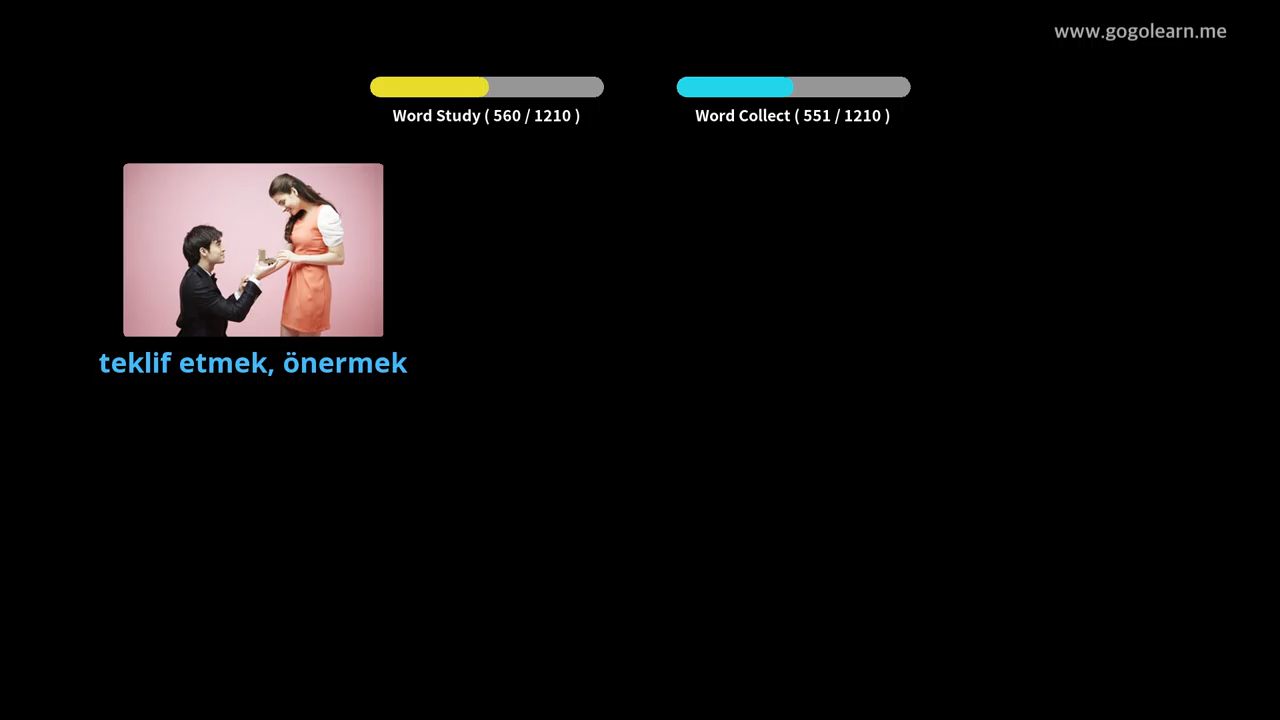 www.gogolearn.me
Word Study ( 560 / 1210 )
Word Collect ( 551 / 1210 )
teklif etmek, önermek